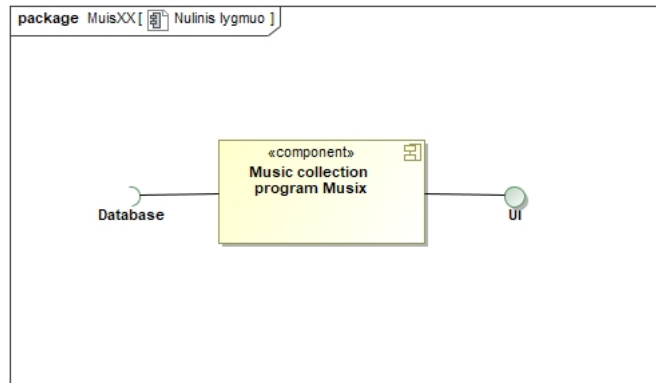 package MuisXX [ Nulinis lygmuo ]
«component»
Music collection
program Musix
Database
UI